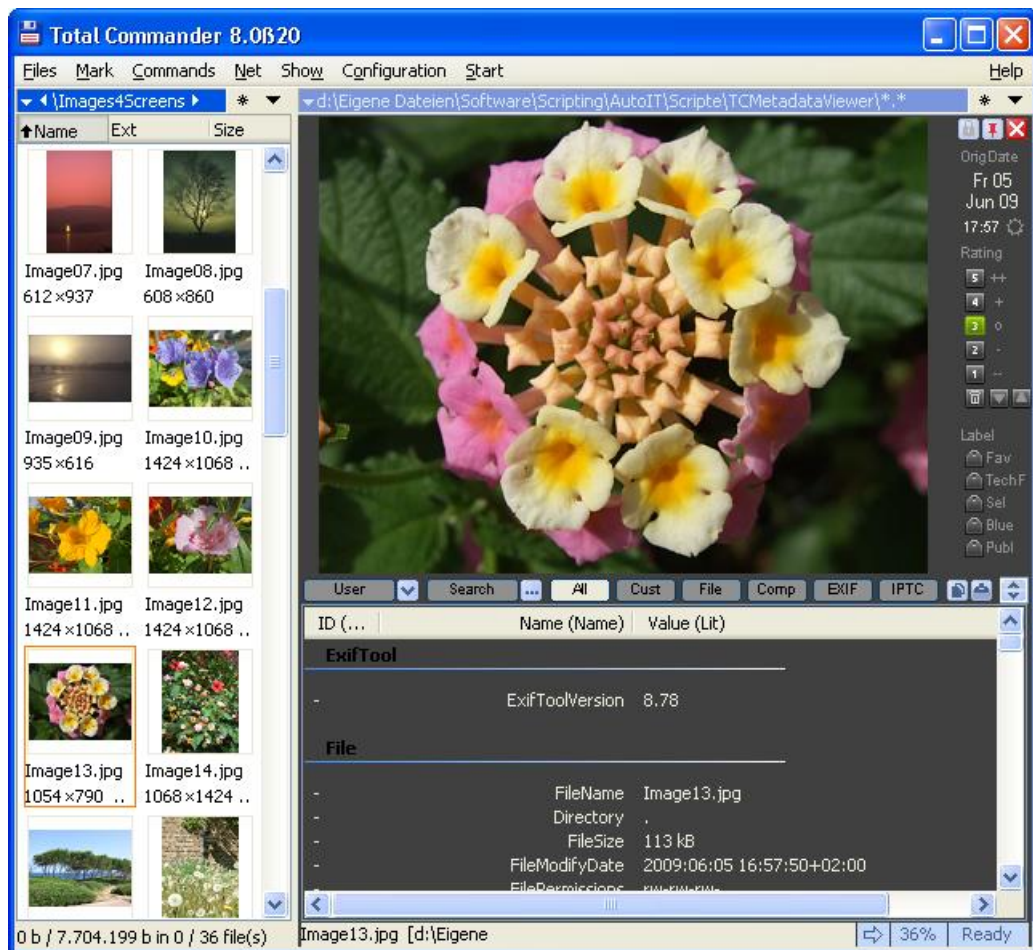 Total Commander 8.0ß20
Files Mark Commands Net Show Configuration Start Help
\Images4Screens * d:\Eigene Dateien\Software\Scripting\AutoIT\Scripte\TCMetadataViewer\*.* *
Name Ext Size
Image07.jpg Image08.jpg
612×937 608×860
Image09.jpg Image10.jpg
935×616 1424×1068 ..
Image11.jpg Image12.jpg
1424×1068 .. 1424×1068 ..
Image13.jpg Image14.jpg
1054×790 .. 1068×1424 ..
0 b / 7.704.199 b in 0 / 36 file(s)
OrigDate
Fr 05
Jun 09
17:57
Rating
5 ++
4 +
3 o
2 -
1 --
Label
Fav
TechF
Sel
Blue
Publ
User Search ... All Cust File Comp EXIF IPTC
ID (... Name (Name) Value (Lit)
ExifTool
- ExifToolVersion 8.78
File
- FileName Image13.jpg
- Directory .
- FileSize 113 kB
- FileModifyDate 2009:06:05 16:57:50+02:00
- FilePermissions rw-rw-rw-
Image13.jpg [d:\Eigene 36% Ready